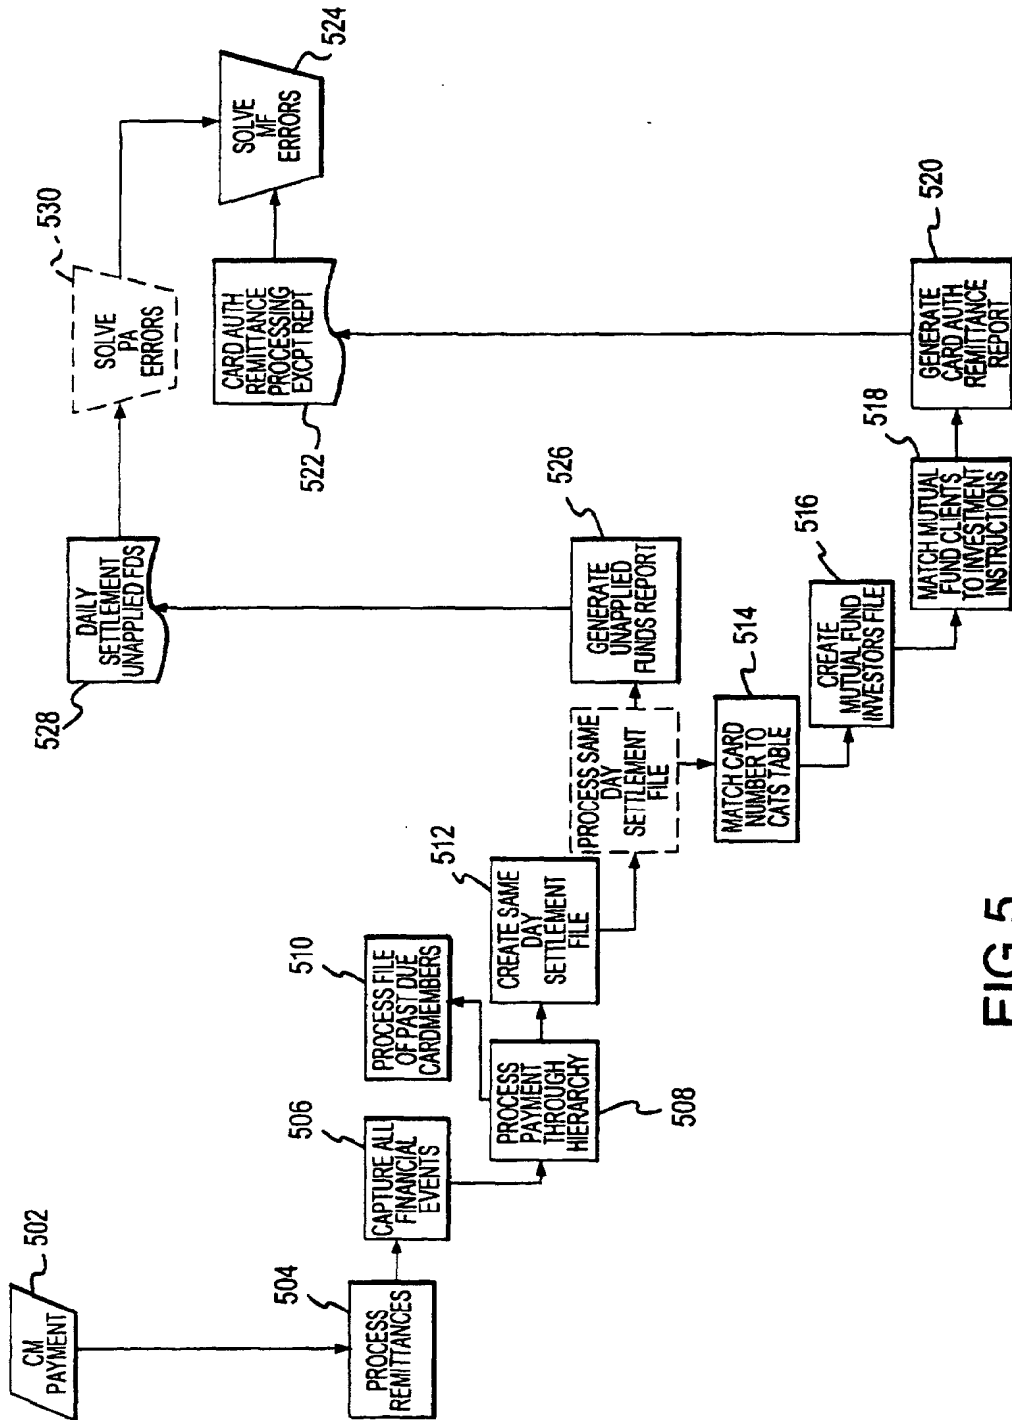 CM
PAYMENT
502
PROCESS
REMITTANCES
504
CAPTURE ALL
FINANCIAL
EVENTS
506
PROCESS
PAYMENT
THROUGH
HIERARCHY
508
PROCESS FILE
OF PAST DUE
CARDMEMBERS
510
CREATE SAME
DAY
SETTLEMENT
FILE
512
PROCESS SAME
DAY
SETTLEMENT
FILE
MATCH CARD
NUMBER TO
CATS TABLE
514
CREATE
MUTUAL FUND
INVESTORS FILE
516
MATCH MUTUAL
FUND CLIENTS
TO INVESTMENT
INSTRUCTIONS
518
GENERATE
CARD AUTH
REMITTANCE
REPORT
520
CARD AUTH
REMITTANCE
PROCESSING
EXCPT REPT
522
SOLVE
MF
ERRORS
524
GENERATE
UNAPPLIED
FUNDS REPORT
526
DAILY
SETTLEMENT
UNAPPLIED FDS
528
SOLVE
PA
ERRORS
530
FIG.5